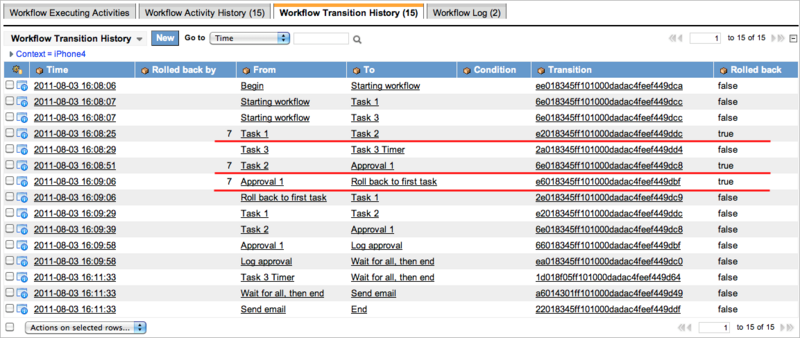 Workflow Executing Activities Workflow Activity History (15) Workflow Transition History (15) Workflow Log (2)
Workflow Transition History New Go to Time 1 to 15 of 15
Context = iPhone4
Time Rolled back by From To Condition Transition Rolled back
2011-08-03 16:08:06 Begin Starting workflow ee018345ff101000dadac4feef449dca false
2011-08-03 16:08:07 Starting workflow Task 1 6e018345ff101000dadac4feef449dcc false
2011-08-03 16:08:07 Starting workflow Task 3 6e018345ff101000dadac4feef449dcc false
2011-08-03 16:08:25 7 Task 1 Task 2 e2018345ff101000dadac4feef449ddc true
2011-08-03 16:08:29 Task 3 Task 3 Timer 2a018345ff101000dadac4feef449dd4 false
2011-08-03 16:08:51 7 Task 2 Approval 1 6e018345ff101000dadac4feef449dc8 true
2011-08-03 16:09:06 7 Approval 1 Roll back to first task e6018345ff101000dadac4feef449dbf true
2011-08-03 16:09:06 Roll back to first task Task 1 2e018345ff101000dadac4feef449dc9 false
2011-08-03 16:09:29 Task 1 Task 2 e2018345ff101000dadac4feef449ddc false
2011-08-03 16:09:39 Task 2 Approval 1 6e018345ff101000dadac4feef449dc8 false
2011-08-03 16:09:58 Approval 1 Log approval 66018345ff101000dadac4feef449dbf false
2011-08-03 16:09:58 Log approval Wait for all, then end ea018345ff101000dadac4feef449dc0 false
2011-08-03 16:11:33 Task 3 Timer Wait for all, then end 1d018f05ff101000dadac4feef449d64 false
2011-08-03 16:11:33 Wait for all, then end Send email a6014301ff101000dadac4feef449d49 false
2011-08-03 16:11:33 Send email End 22018345ff101000dadac4feef449ddf false
Actions on selected rows... 1 to 15 of 15